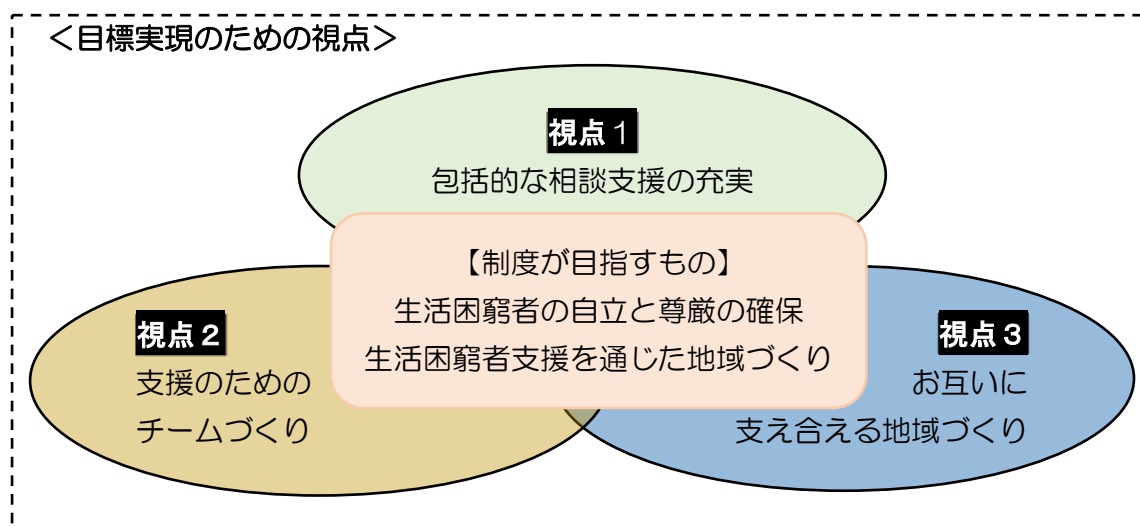 ＜目標実現のための視点＞
視点１
包括的な相談支援の充実
【制度が目指すもの】
生活困窮者の自立と尊厳の確保
生活困窮者支援を通じた地域づくり
視点２
支援のための
チームづくり
視点３
お互いに
支え合える地域づくり